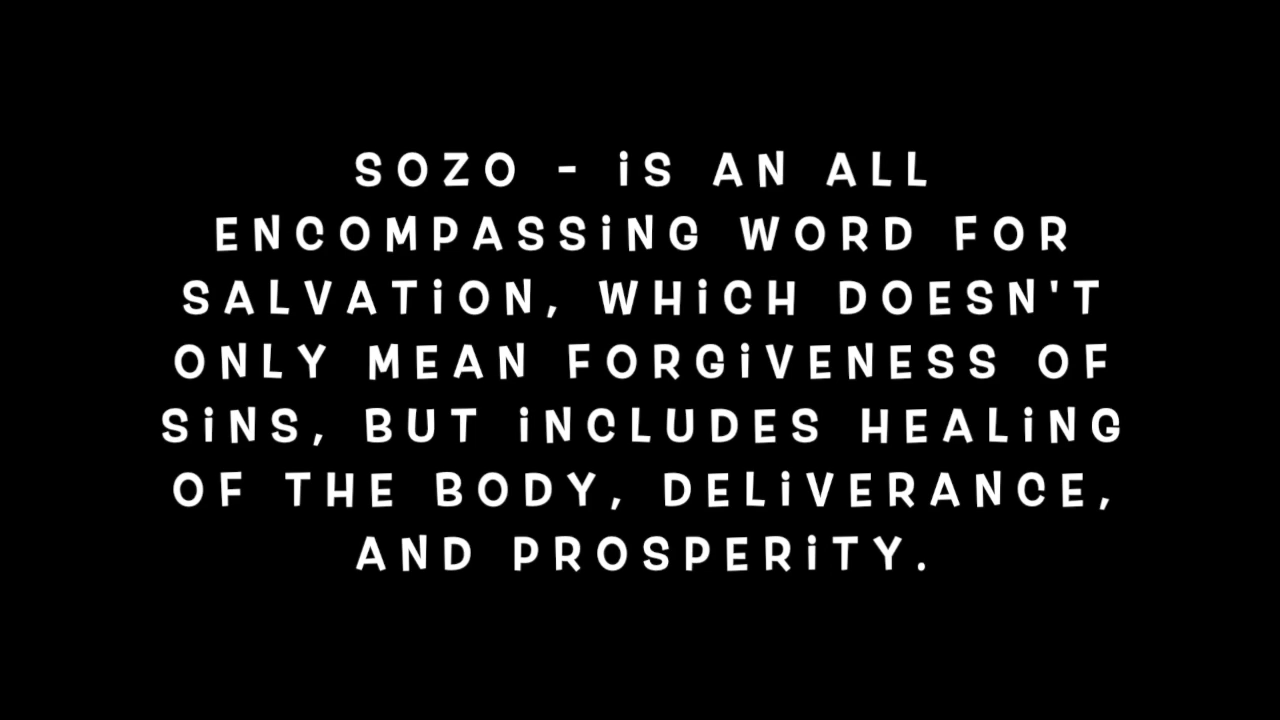 SOZO - iS AN ALL
ENCOMPASSiNG WORD FOR
SALVATiON, WHiCH DOESN'T
ONLY MEAN FORGiVENESS OF
SiNS, BUT iNCLUDES HEALiNG
OF THE BODY, DELiVERANCE,
AND PROSPERiTY.